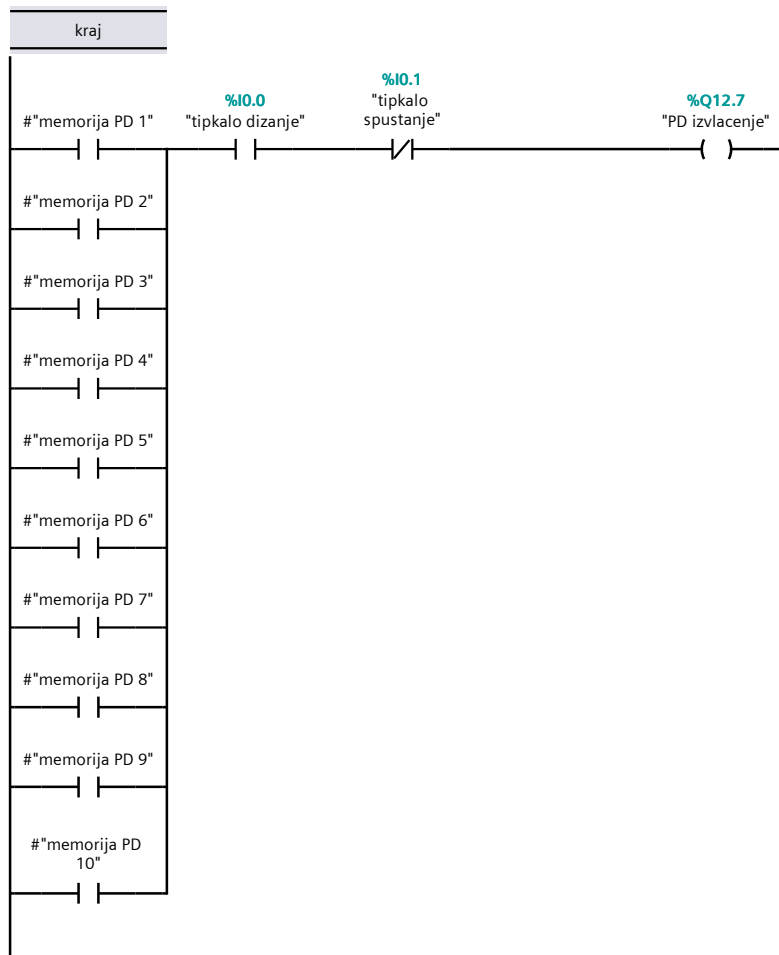 kraj
%I0.1
%I0.0
"tipkalo
%Q12.7
#"memorija PD 1"
"tipkalo dizanje"
spustanje"
"PD izvlacenje"
#"memorija PD 2"
#"memorija PD 3"
#"memorija PD 4"
#"memorija PD 5"
#"memorija PD 6"
#"memorija PD 7"
#"memorija PD 8"
#"memorija PD 9"
#"memorija PD
10"